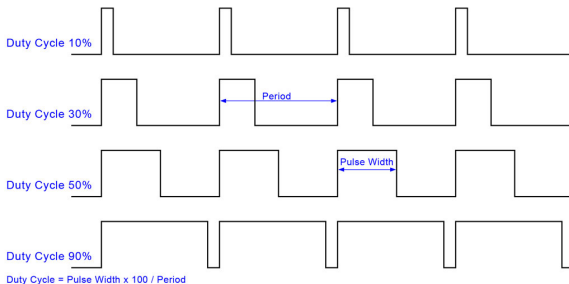 Duty Cycle 10%
Duty Cycle 30%
Period
Duty Cycle 50%
Pulse Width
Duty Cycle 90%
Duty Cycle = Pulse Width x 100 / Period